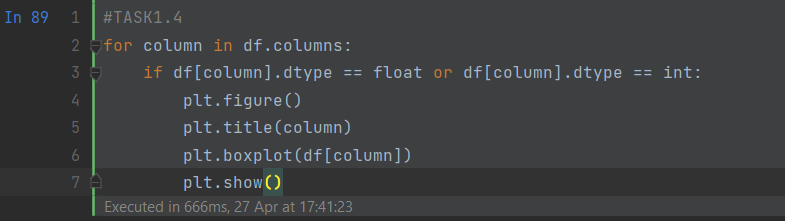 In 89 1 #TASK1.4
2 for column in df.columns:
3     if df[column].dtype == float or df[column].dtype == int:
4         plt.figure()
5         plt.title(column)
6         plt.boxplot(df[column])
7         plt.show()
Executed in 666ms, 27 Apr at 17:41:23